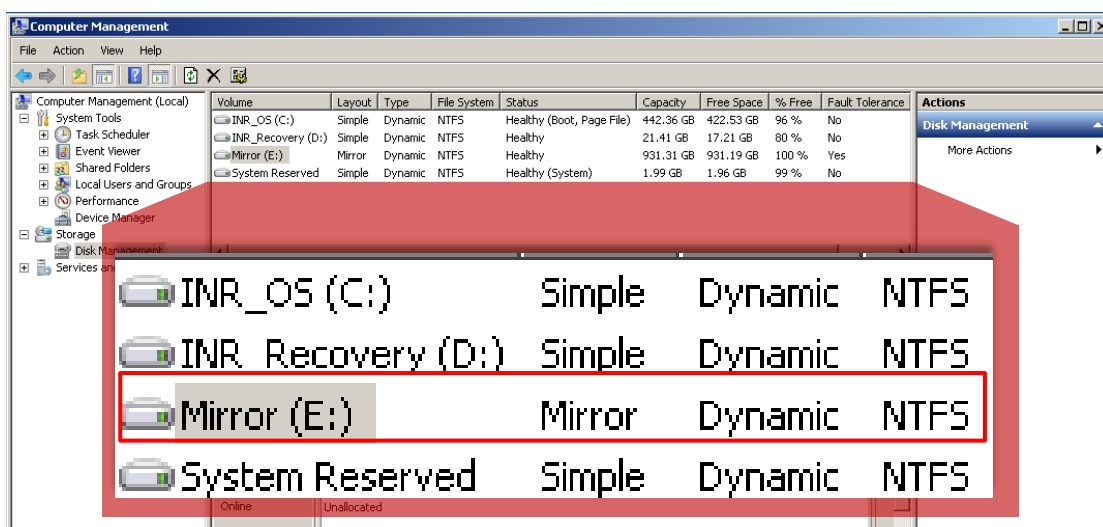 Computer Management
File Action View Help
Computer Management (Local)
System Tools
Task Scheduler
Event Viewer
Shared Folders
Local Users and Groups
Performance
Device Manager
Storage
Disk Management
Services an
Volume Layout Type File System Status Capacity Free Space % Free Fault Tolerance
INR_OS (C:) Simple Dynamic NTFS Healthy (Boot, Page File) 442.36 GB 422.53 GB 96 % No
INR_Recovery (D:) Simple Dynamic NTFS Healthy 21.41 GB 17.21 GB 80 % No
Mirror (E:) Mirror Dynamic NTFS Healthy 931.31 GB 931.19 GB 100 % Yes
System Reserved Simple Dynamic NTFS Healthy (System) 1.99 GB 1.96 GB 99 % No
Actions
Disk Management
More Actions
INR_OS (C:) Simple Dynamic NTFS
INR_Recovery (D:) Simple Dynamic NTFS
Mirror (E:) Mirror Dynamic NTFS
System Reserved Simple Dynamic NTFS
Online Unallocated